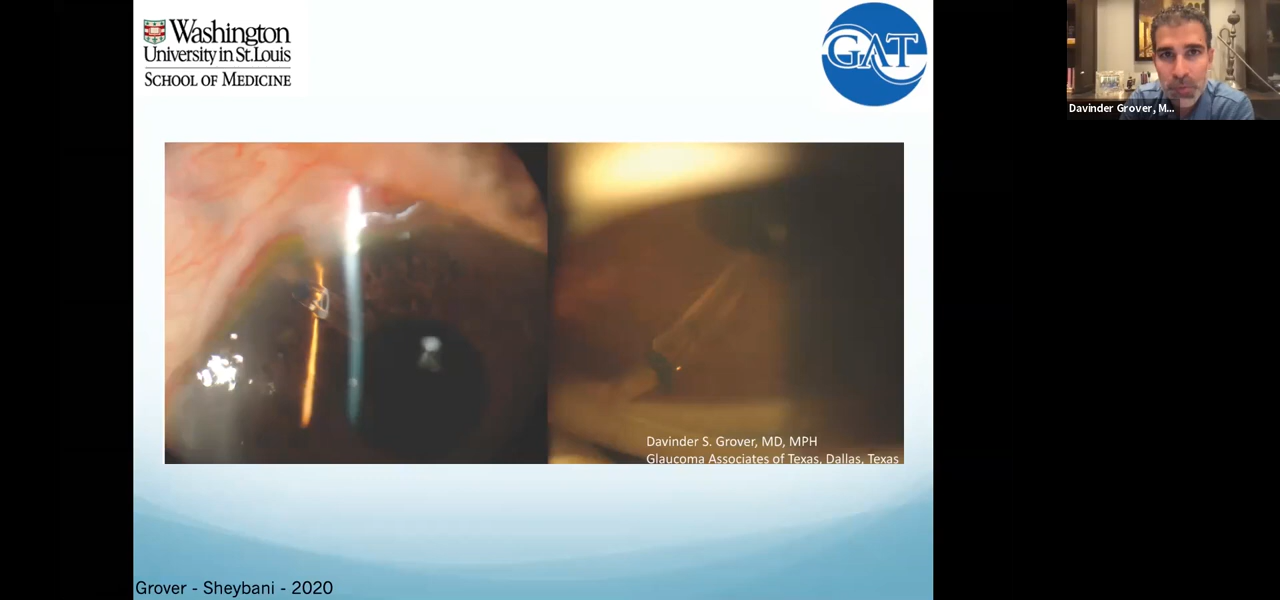 Washington
University in St. Louis
SCHOOL OF MEDICINE
GAT
Davinder Grover, M...
Davinder S. Grover, MD, MPH
Glaucoma Associates of Texas, Dallas, Texas
Grover - Sheybani - 2020